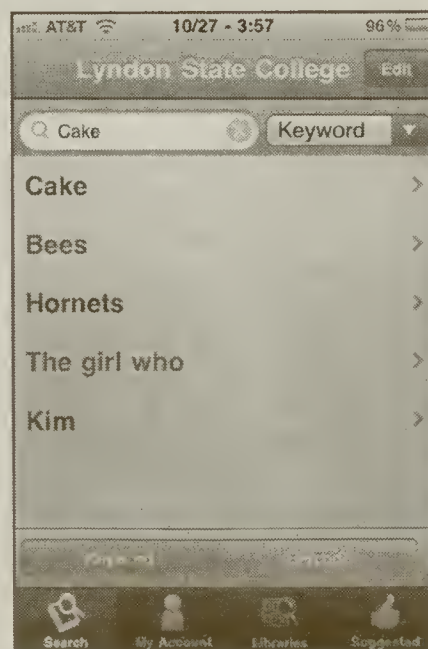 AT&T 10/27 - 3:57 96%
Lyndon State College Edit
Cake Keyword
Cake
Bees
Hornets
The girl who
Kim
Search My Account Libraries Suggested